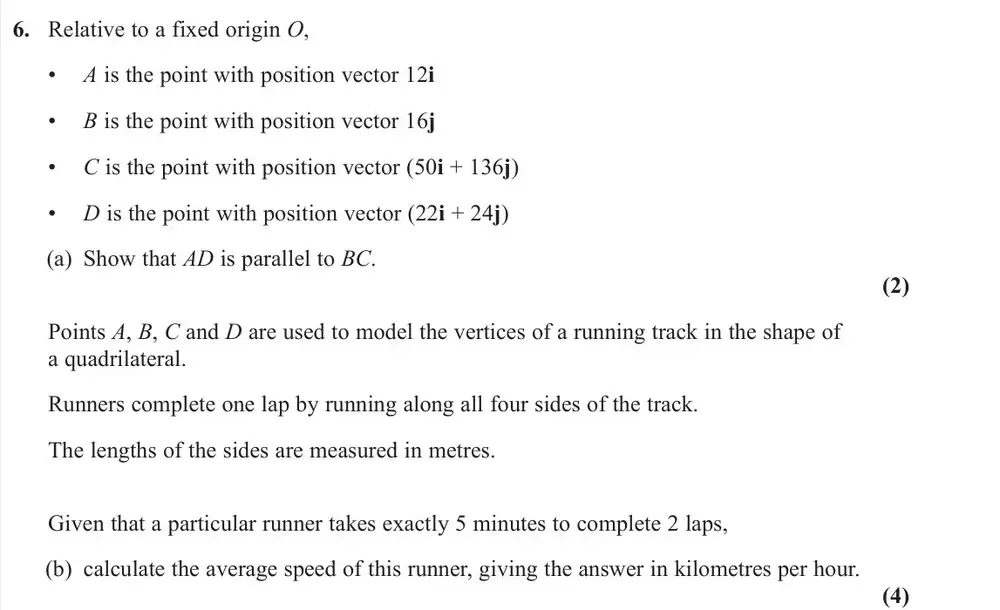 6. Relative to a fixed origin O,
• A is the point with position vector 12i
• B is the point with position vector 16j
• C is the point with position vector (50i + 136j)
• D is the point with position vector (22i + 24j)
(a) Show that AD is parallel to BC.
(2)
Points A, B, C and D are used to model the vertices of a running track in the shape of
a quadrilateral.
Runners complete one lap by running along all four sides of the track.
The lengths of the sides are measured in metres.
Given that a particular runner takes exactly 5 minutes to complete 2 laps,
(b) calculate the average speed of this runner, giving the answer in kilometres per hour.
(4)